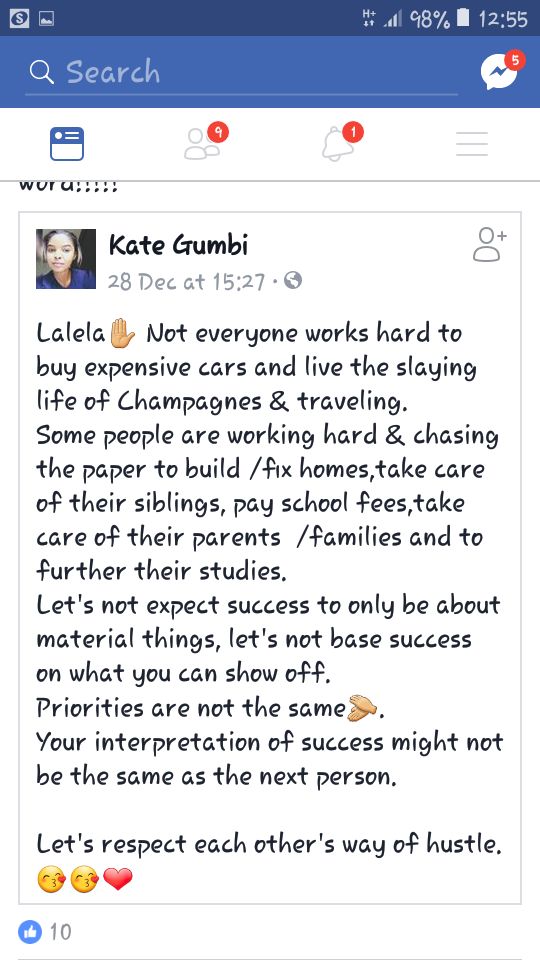 H+ 98% 12:55
Search
5
9
1
word!!!!!
Kate Gumbi
28 Dec at 15:27 ·
Lalela✋ Not everyone works hard to
buy expensive cars and live the slaying
life of Champagnes & traveling.
Some people are working hard & chasing
the paper to build /fix homes,take care
of their siblings, pay school fees,take
care of their parents  /families and to
further their studies.
Let's not expect success to only be about
material things, let's not base success
on what you can show off.
Priorities are not the same👏.
Your interpretation of success might not
be the same as the next person.
Let's respect each other's way of hustle.
😙😙❤
10